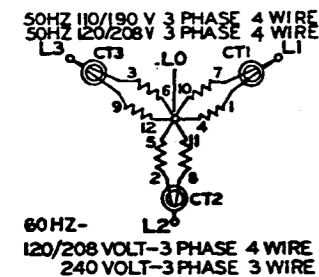 50HZ 110/190 V 3 PHASE 4 WIRE
50HZ 120/208V 3 PHASE 4 WIRE
L3 L0 L1
CT3 CT1
3 7
9 6 10 1
12 4
5 11
2 8
CT2
L2
60 HZ-
120/208 VOLT-3 PHASE 4 WIRE
240 VOLT-3 PHASE 3 WIRE